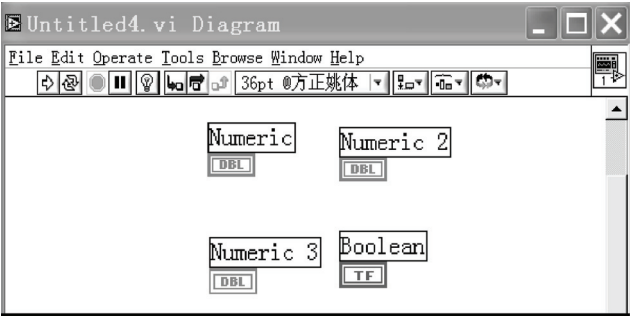 Untitled4.vi Diagram
File Edit Operate Tools Browse Window Help
36pt @方正姚体
1
Numeric
DBL
Numeric 2
DBL
Numeric 3
DBL
Boolean
TF